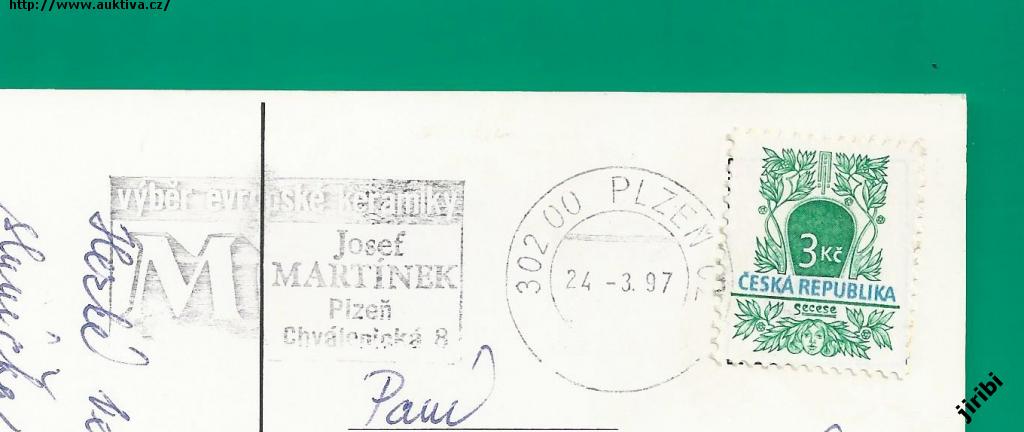 http://www.auktiva.cz/
výběr evropské keramiky
M
Josef
MARTÍNEK
Plzeň
Chválenická 8
302 00 PLZEŇ 02
24 -3. 97
3 Kč
ČESKÁ REPUBLIKA
secese
Paní
jiribi